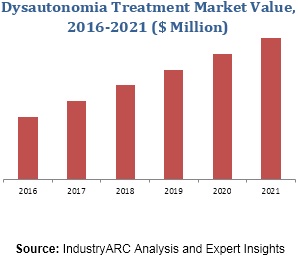 Dysautonomia Treatment Market Value,
2016-2021 ($ Million)
2016 2017 2018 2019 2020 2021
Source: IndustryARC Analysis and Expert Insights